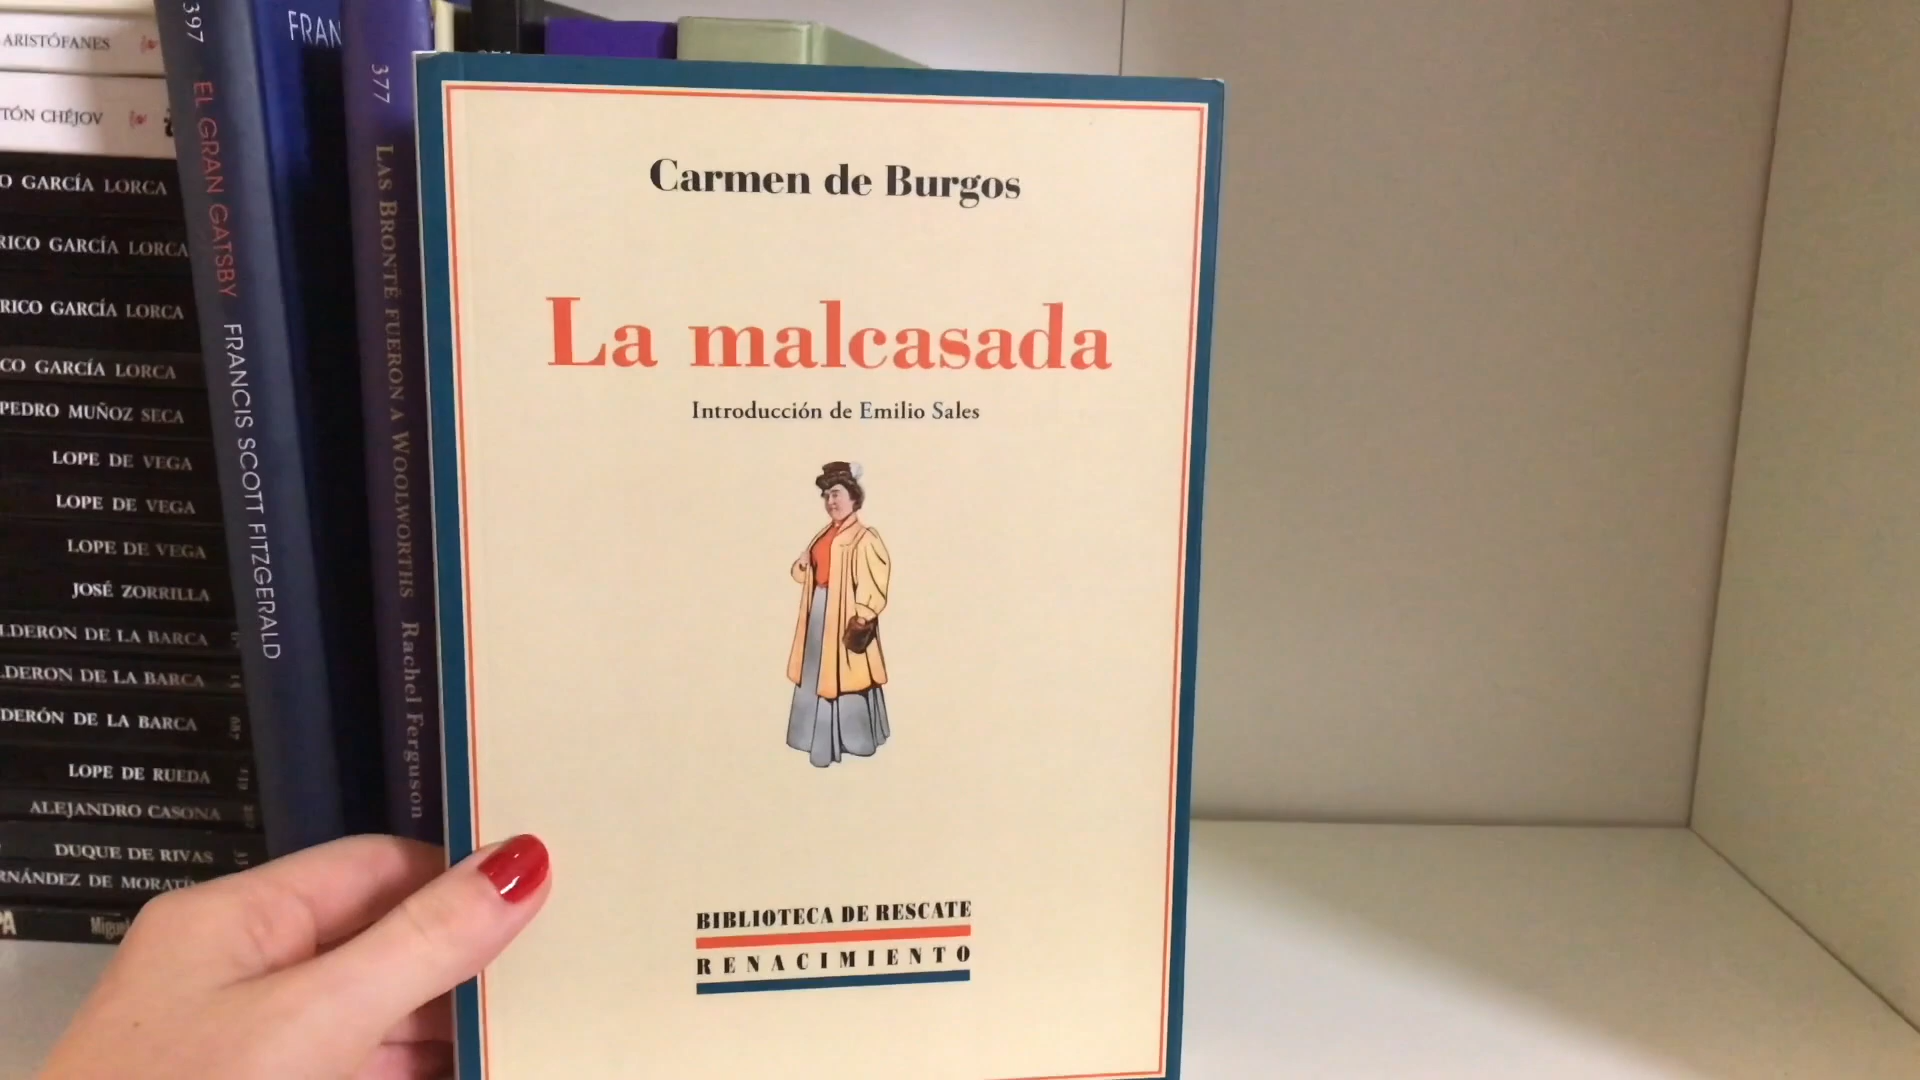 ARISTÓFANES
TÓN CHÉJOV
O GARCÍA LORCA
RICO GARCÍA LORCA
RICO GARCÍA LORCA
CO GARCÍA LORCA
PEDRO MUÑOZ SECA
LOPE DE VEGA
LOPE DE VEGA
LOPE DE VEGA
JOSÉ ZORRILLA
LDERON DE LA BARCA
LDERON DE LA BARCA
DERÓN DE LA BARCA
LOPE DE RUEDA
ALEJANDRO CASONA
DUQUE DE RIVAS
RNÁNDEZ DE MORATÍ
Miguel
397
EL GRAN GATSBY FRANCIS SCOTT FITZGERALD
FRAN
377
LAS BRONTË FUERON A WOOLWORTHS Rachel Ferguson
Carmen de Burgos
La malcasada
Introducción de Emilio Sales
BIBLIOTECA DE RESCATE
RENACIMIENTO